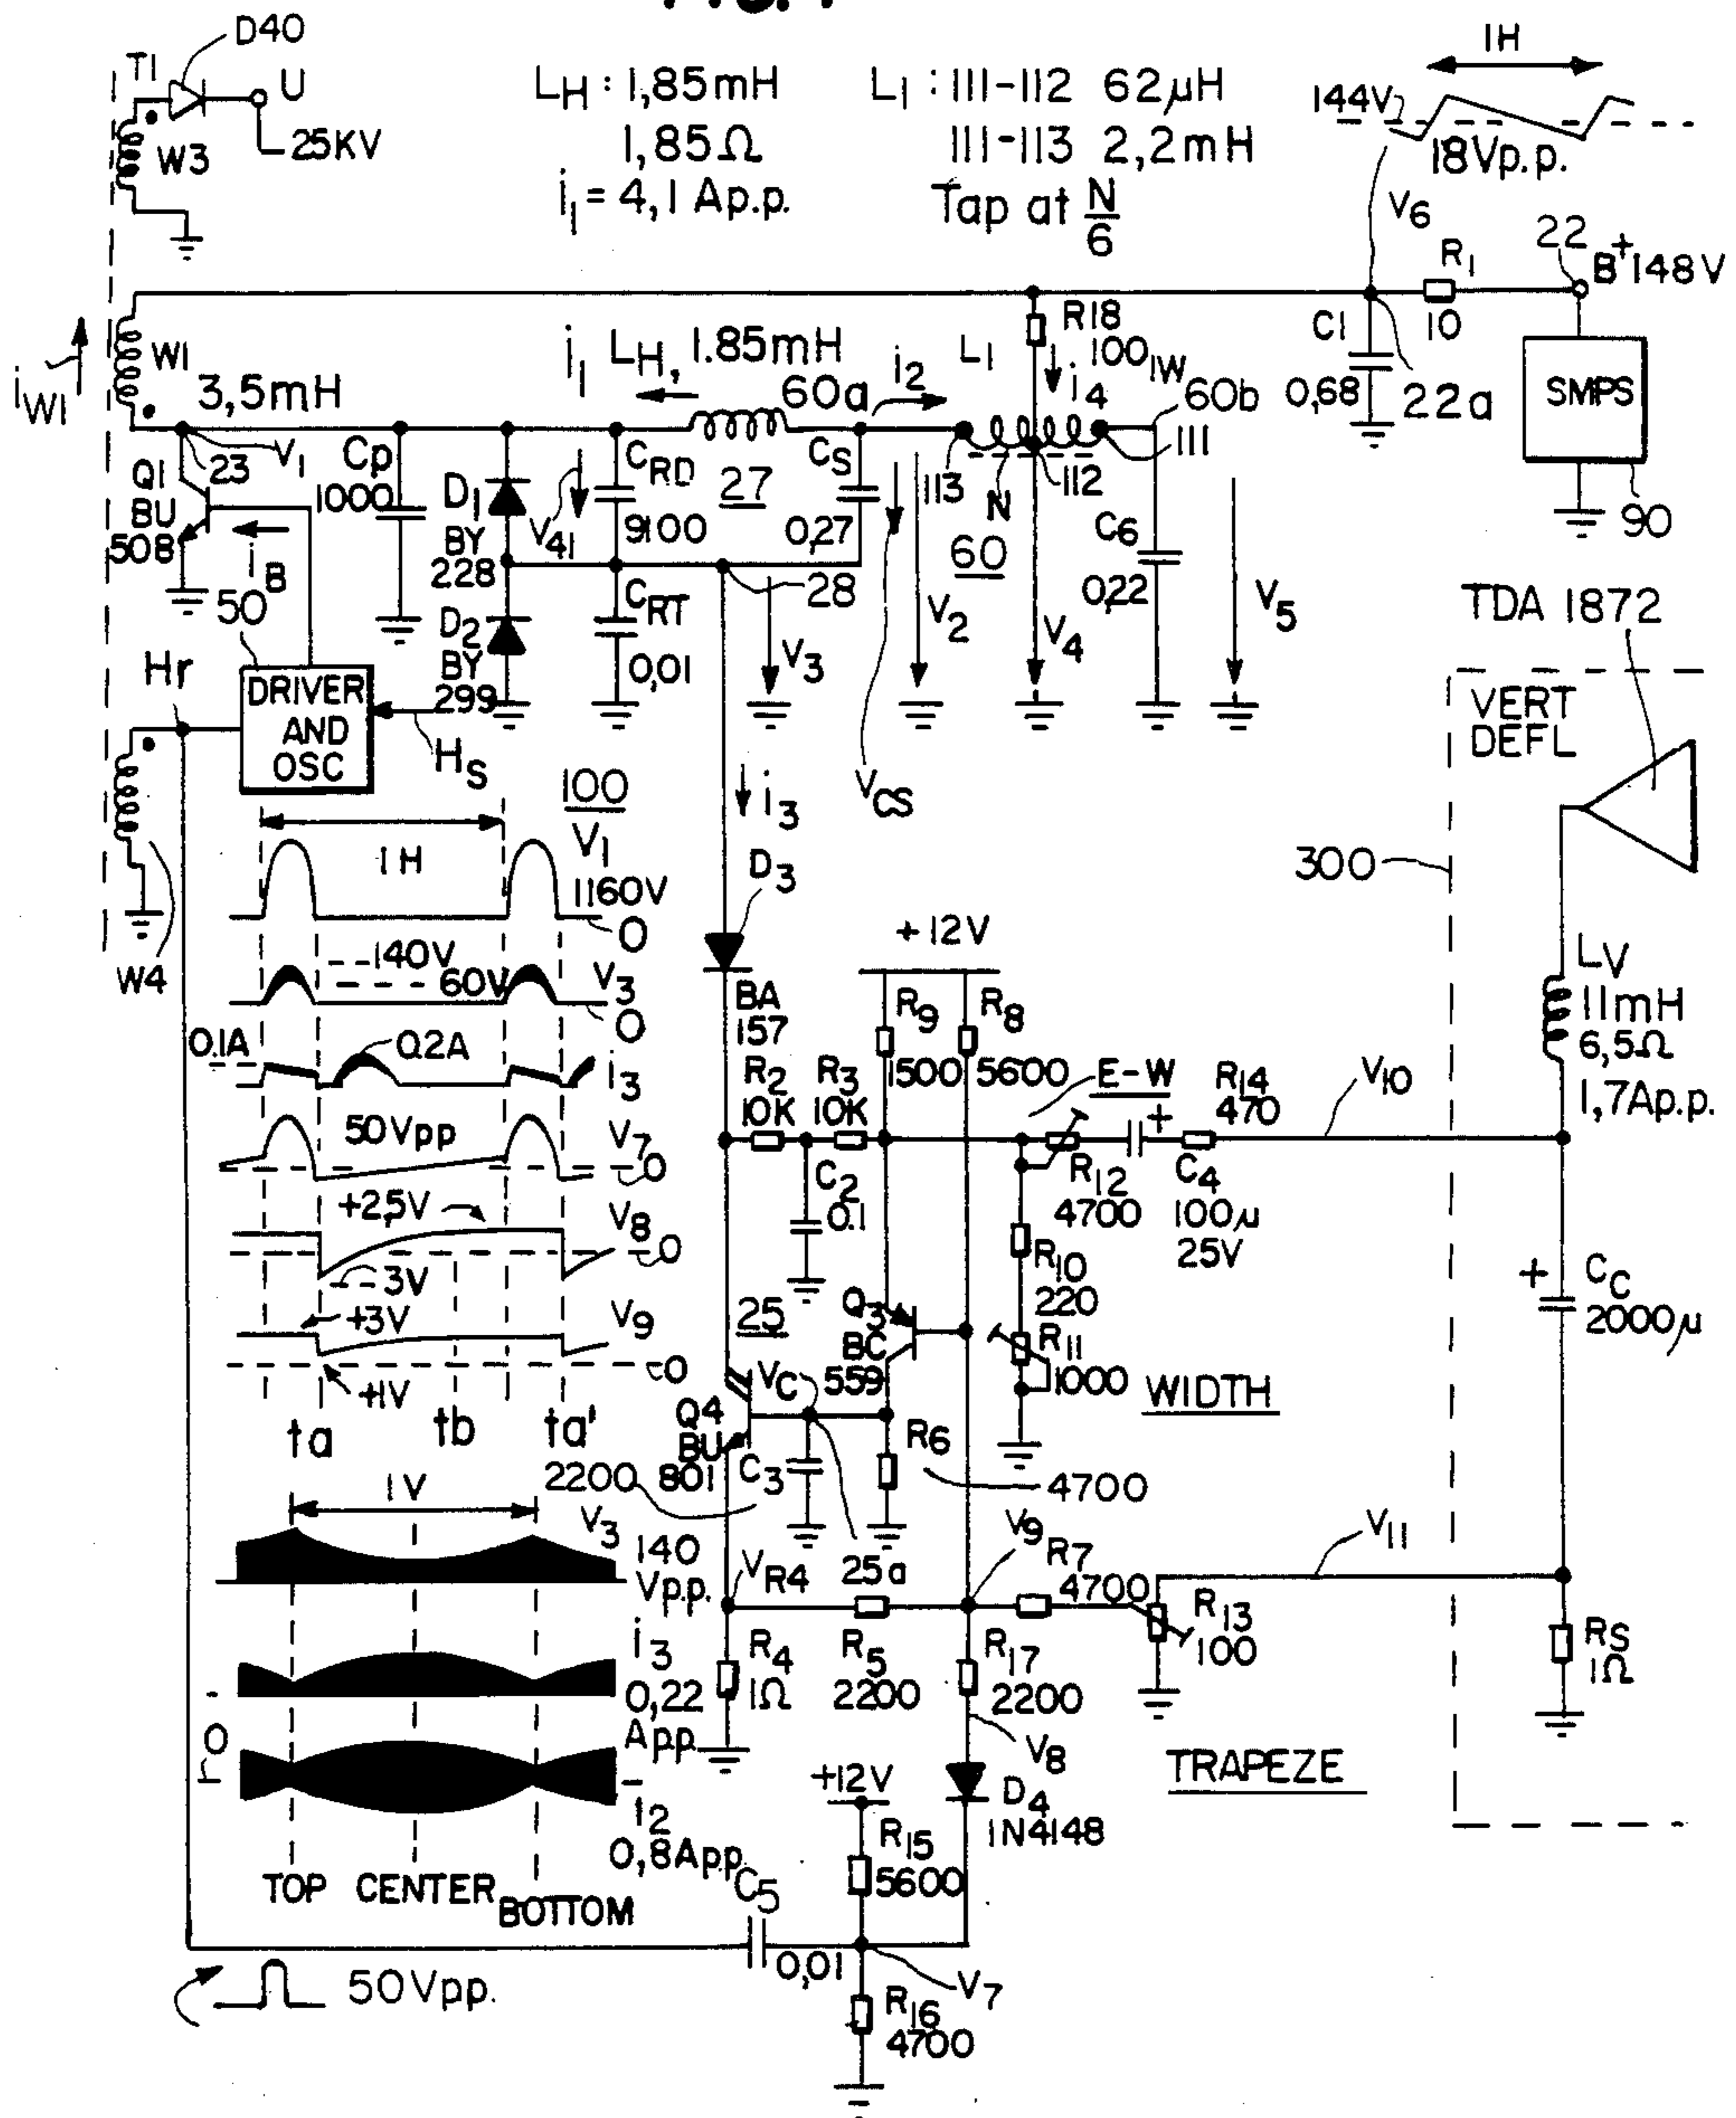 FIG. 1
D40
T1
U
25KV
W3
LH : 1,85mH
1,85Ω
i1 = 4,1 Ap.p.
L1 : 111-112 62μH
111-113 2,2mH
Tap at N/6
1H
144V
18Vp.p.
V6
R1
10
22
B+ 148V
iW1
W1
3,5mH
i1
LH, 1.85mH
60a
i2
L1
R18
100 1W
i4
60b
111
C1
0,68
22a
SMPS
90
23
V1
Q1
BU
508
iB
CP
1000
D1
BY
228
V41
CRD
9100
27
CS
0,27
113
N
112
60
C6
0,22
V5
50
D2
BY
299
CRT
0,01
28
V3
V2
V4
TDA 1872
Hr
DRIVER
AND
OSC
HS
VCS
VERT
DEFL
W4
100
1H
V1
1160V
0
i3
D3
300
140V
60V
V3
0
BA
157
+12V
LV
11mH
6,5Ω
1,7Ap.p.
0.1A
0.2A
i3
R9
1500
R8
5600
R2
10K
R3
10K
E-W
R14
470
V10
50Vpp
V7
0
C2
0.1
R12
4700
C4
100μ
25V
+2,5V
V8
0
-3V
R10
220
CC
2000μ
+3V
V9
0
+1V
25
Q3
BC
559
R11
1000
WIDTH
VC
ta
tb
ta'
Q4
BU
801
C3
2200
R6
4700
1V
V3
140
Vp.p.
VR4
25a
V9
R7
4700
V11
R13
100
RS
1Ω
i3
0,22
App
R4
1Ω
R5
2200
R17
2200
V8
0
TRAPEZE
+12V
D4
1N4148
i2
0,8App
R15
5600
TOP CENTER BOTTOM
C5
0,01
V7
50Vpp.
R16
4700